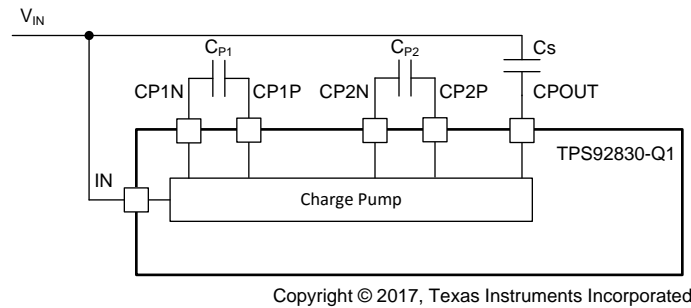 VIN
CP1
CP2
Cs
CP1N
CP1P
CP2N
CP2P
CPOUT
TPS92830-Q1
IN
Charge Pump
Copyright © 2017, Texas Instruments Incorporated